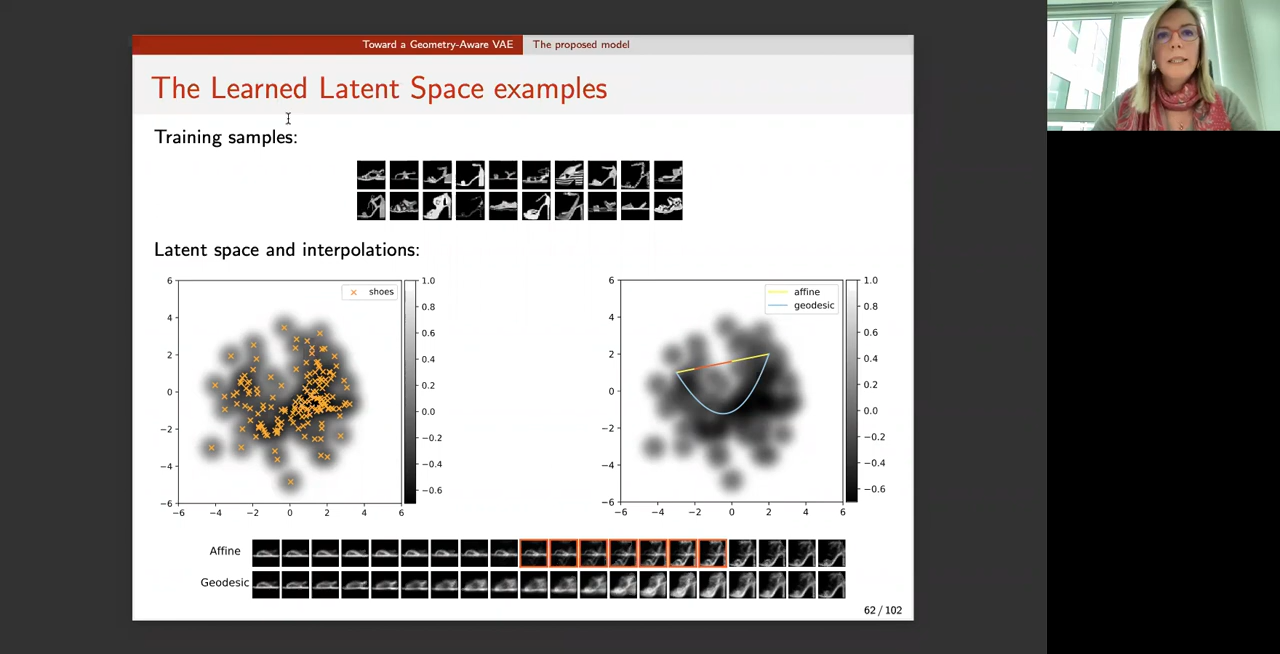 Toward a Geometry-Aware VAE The proposed model
The Learned Latent Space examples
Training samples:
Latent space and interpolations:
6
4
2
0
−2
−4
−6
−6 −4 −2 0 2 4 6
shoes
1.0
0.8
0.6
0.4
0.2
0.0
−0.2
−0.4
−0.6
6
4
2
0
−2
−4
−6
−6 −4 −2 0 2 4 6
affine
geodesic
1.0
0.8
0.6
0.4
0.2
0.0
−0.2
−0.4
−0.6
Affine
Geodesic
62 / 102